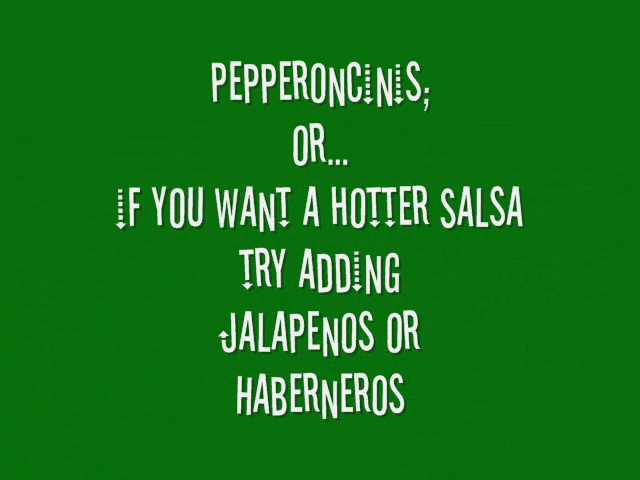 PEPPERONCINIS;
OR...
IF YOU WANT A HOTTER SALSA
TRY ADDING
JALAPENOS OR
HABERNEROS